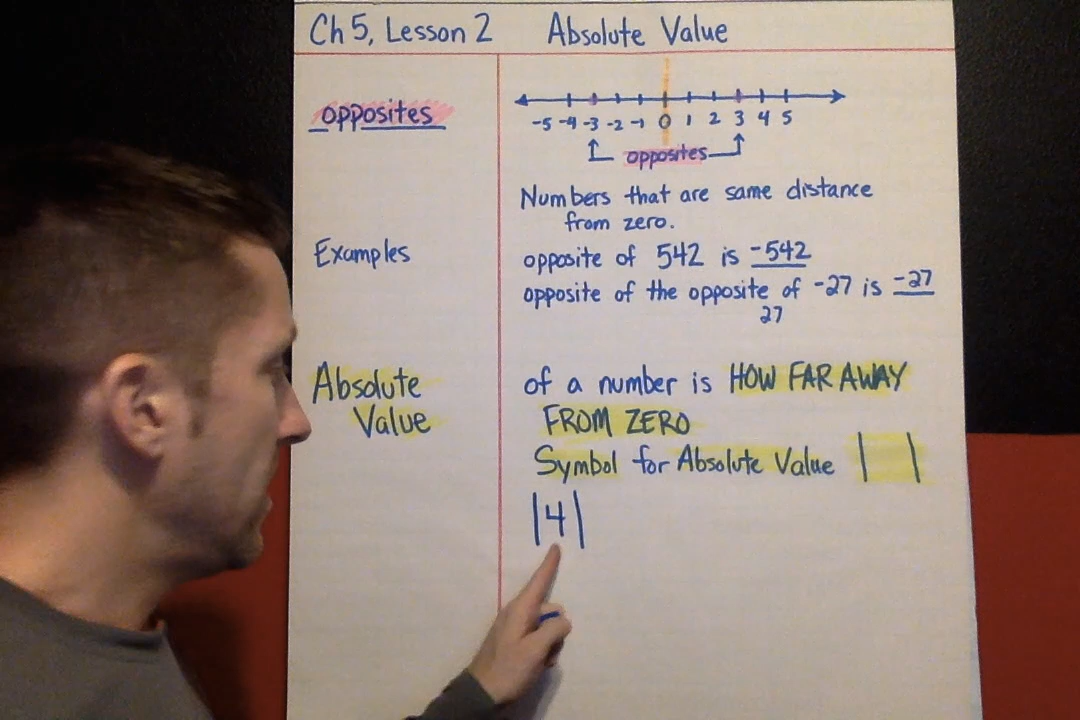 Ch 5, Lesson 2 Absolute Value
opposites
-5 -4 -3 -2 -1 0 1 2 3 4 5
opposites
Numbers that are same distance
from zero.
Examples
opposite of 542 is -542
opposite of the opposite of -27 is -27
27
Absolute
Value
of a number is HOW FAR AWAY
FROM ZERO
Symbol for Absolute Value | |
|4|